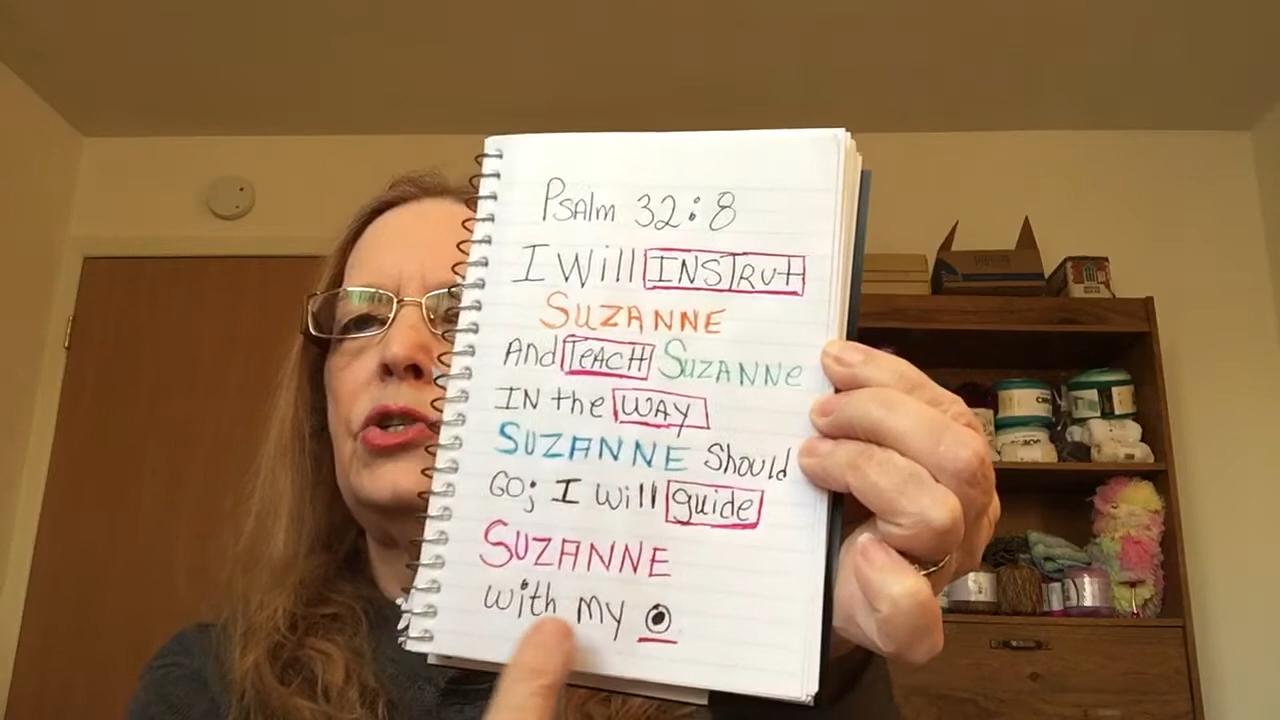 Psalm 32:8
I Will INSTRUT
SUZANNE
And TEACH SUZANNE
IN the WAY
SUZANNE Should
GO; I will guide
SUZANNE
with my